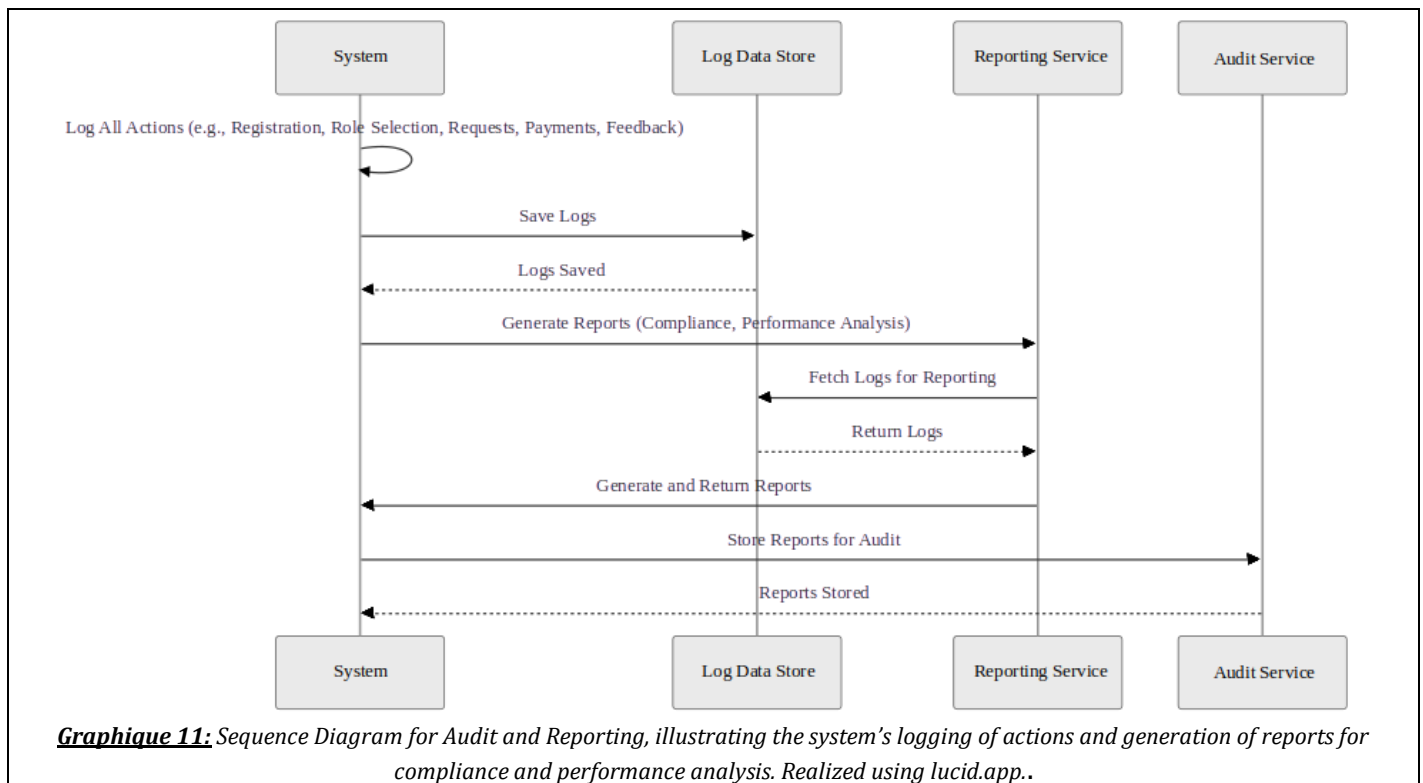 System
Log Data Store
Reporting Service
Audit Service
Log All Actions (e.g., Registration, Role Selection, Requests, Payments, Feedback)
Save Logs
Logs Saved
Generate Reports (Compliance, Performance Analysis)
Fetch Logs for Reporting
Return Logs
Generate and Return Reports
Store Reports for Audit
Reports Stored
System
Log Data Store
Reporting Service
Audit Service
Graphique 11: Sequence Diagram for Audit and Reporting, illustrating the system’s logging of actions and generation of reports for
compliance and performance analysis. Realized using lucid.app..